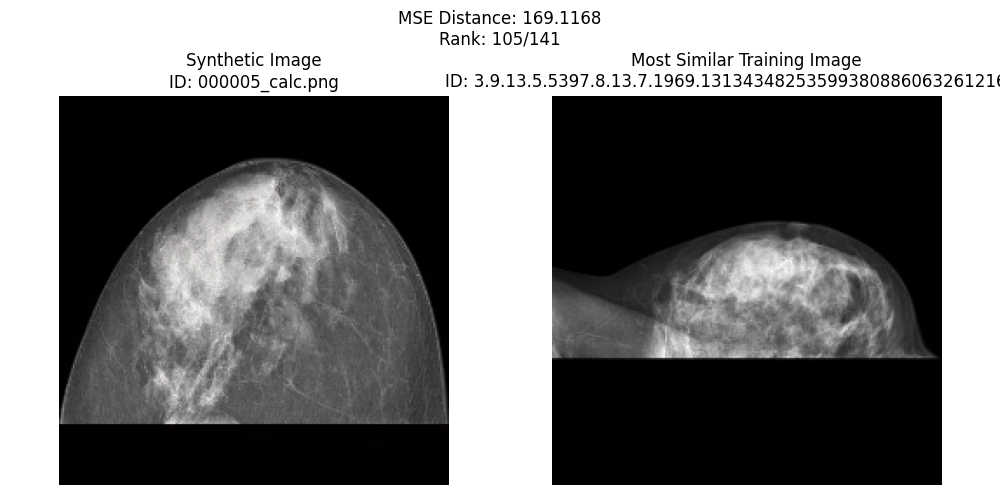 MSE Distance: 169.1168
Rank: 105/141
Synthetic Image
ID: 000005_calc.png
Most Similar Training Image
ID: 3.9.13.5.5397.8.13.7.1969.13134348253599380886063261216